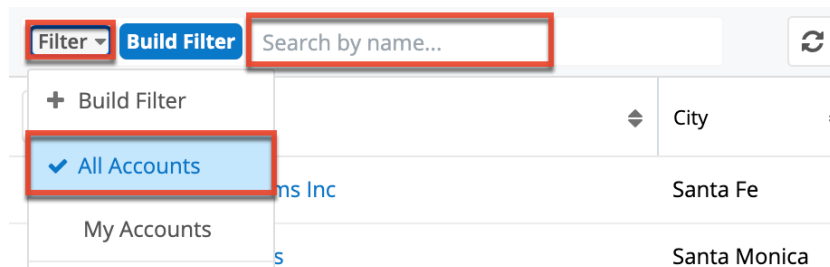 Filter Build Filter Search by name...
Build Filter
City
All Accounts
ms Inc Santa Fe
My Accounts
s Santa Monica